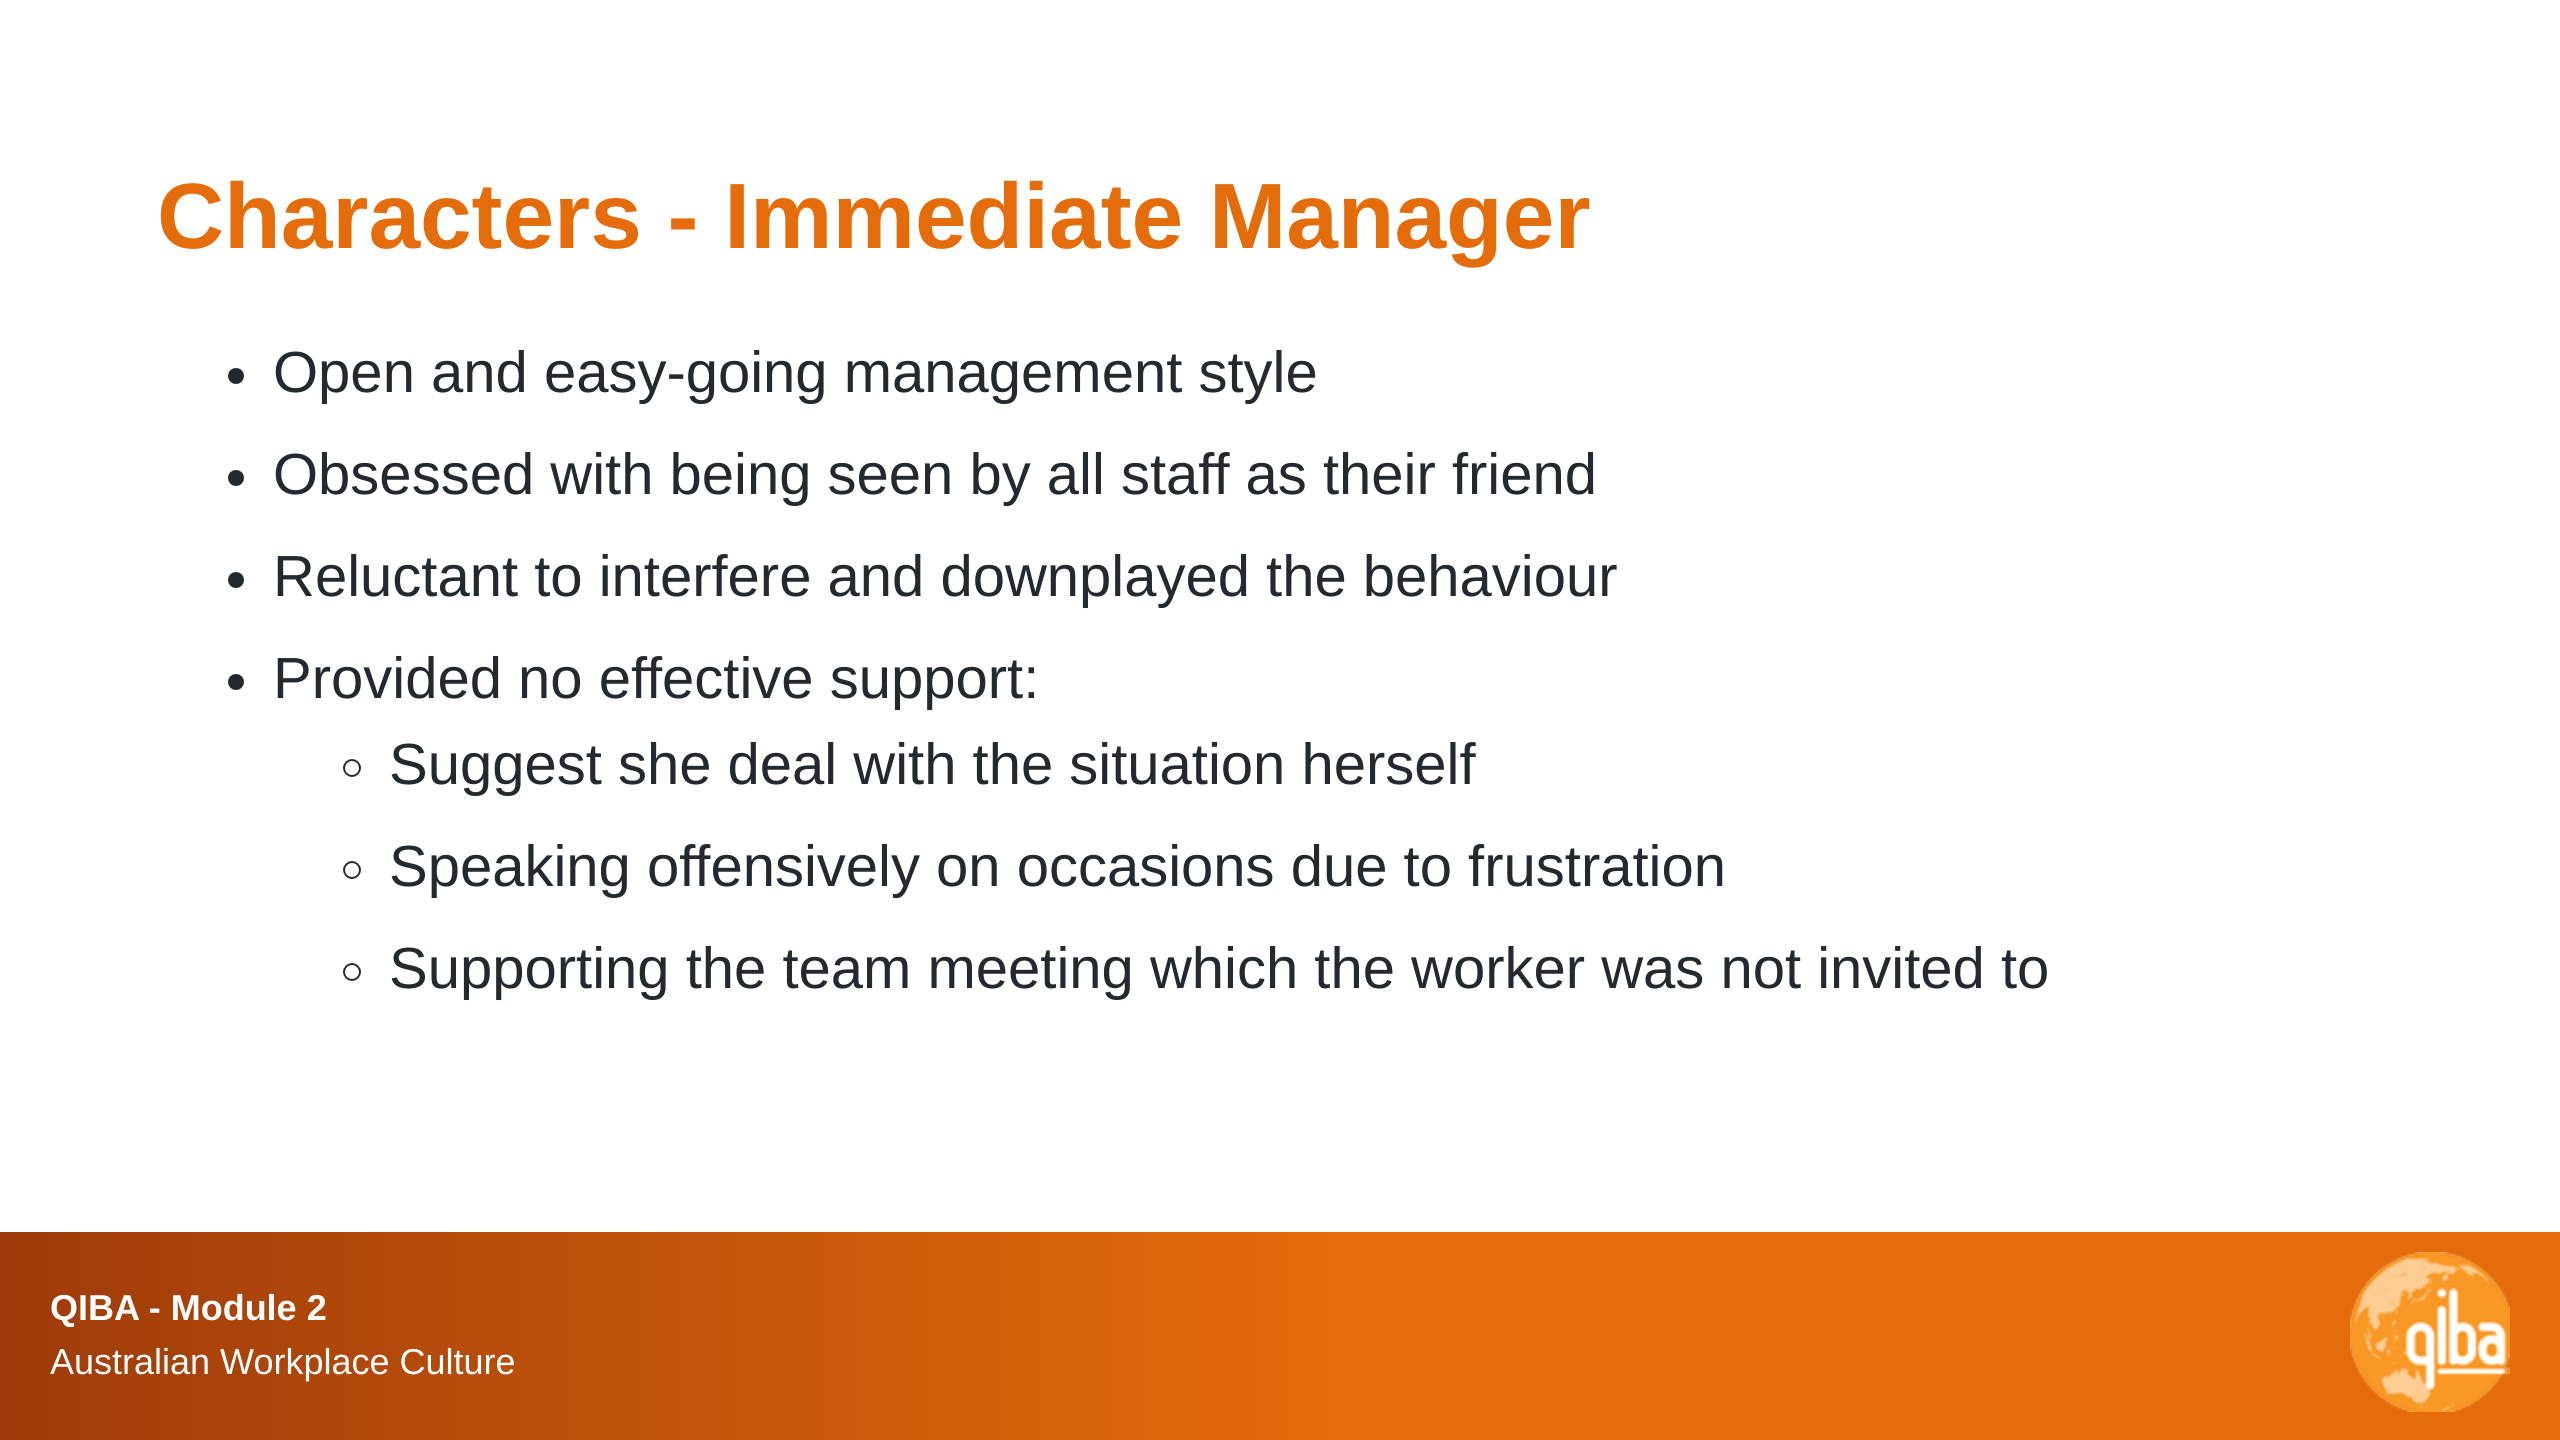 Characters - Immediate Manager
• Open and easy-going management style
• Obsessed with being seen by all staff as their friend
• Reluctant to interfere and downplayed the behaviour
• Provided no effective support:
◦ Suggest she deal with the situation herself
◦ Speaking offensively on occasions due to frustration
◦ Supporting the team meeting which the worker was not invited to
QIBA - Module 2
Australian Workplace Culture
qiba